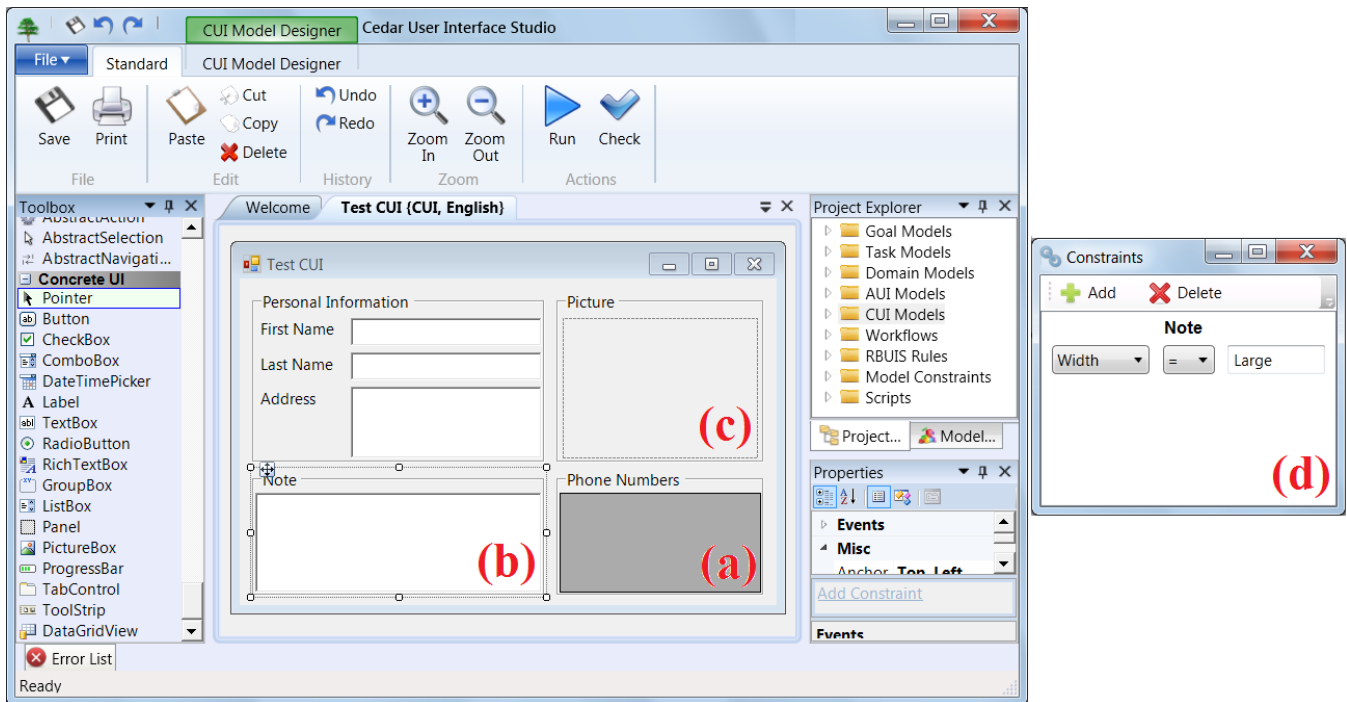 CUI Model Designer
Cedar User Interface Studio
File
Standard
CUI Model Designer
Save
Print
Paste
Cut
Copy
Delete
Undo
Redo
Zoom In
Zoom Out
Run
Check
File
Edit
History
Zoom
Actions
Toolbox
AbstractAction
AbstractSelection
AbstractNavigati...
Concrete UI
Pointer
Button
CheckBox
ComboBox
DateTimePicker
Label
TextBox
RadioButton
RichTextBox
GroupBox
ListBox
Panel
PictureBox
ProgressBar
TabControl
ToolStrip
DataGridView
Error List
Ready
Welcome
Test CUI {CUI, English}
Test CUI
Personal Information
First Name
Last Name
Address
Picture
(c)
Note
(b)
Phone Numbers
(a)
Project Explorer
Goal Models
Task Models
Domain Models
AUI Models
CUI Models
Workflows
RBUIS Rules
Model Constraints
Scripts
Project...
Model...
Properties
Events
Misc
Anchor Top, Left
Add Constraint
Events
Constraints
Add
Delete
Note
Width
=
Large
(d)